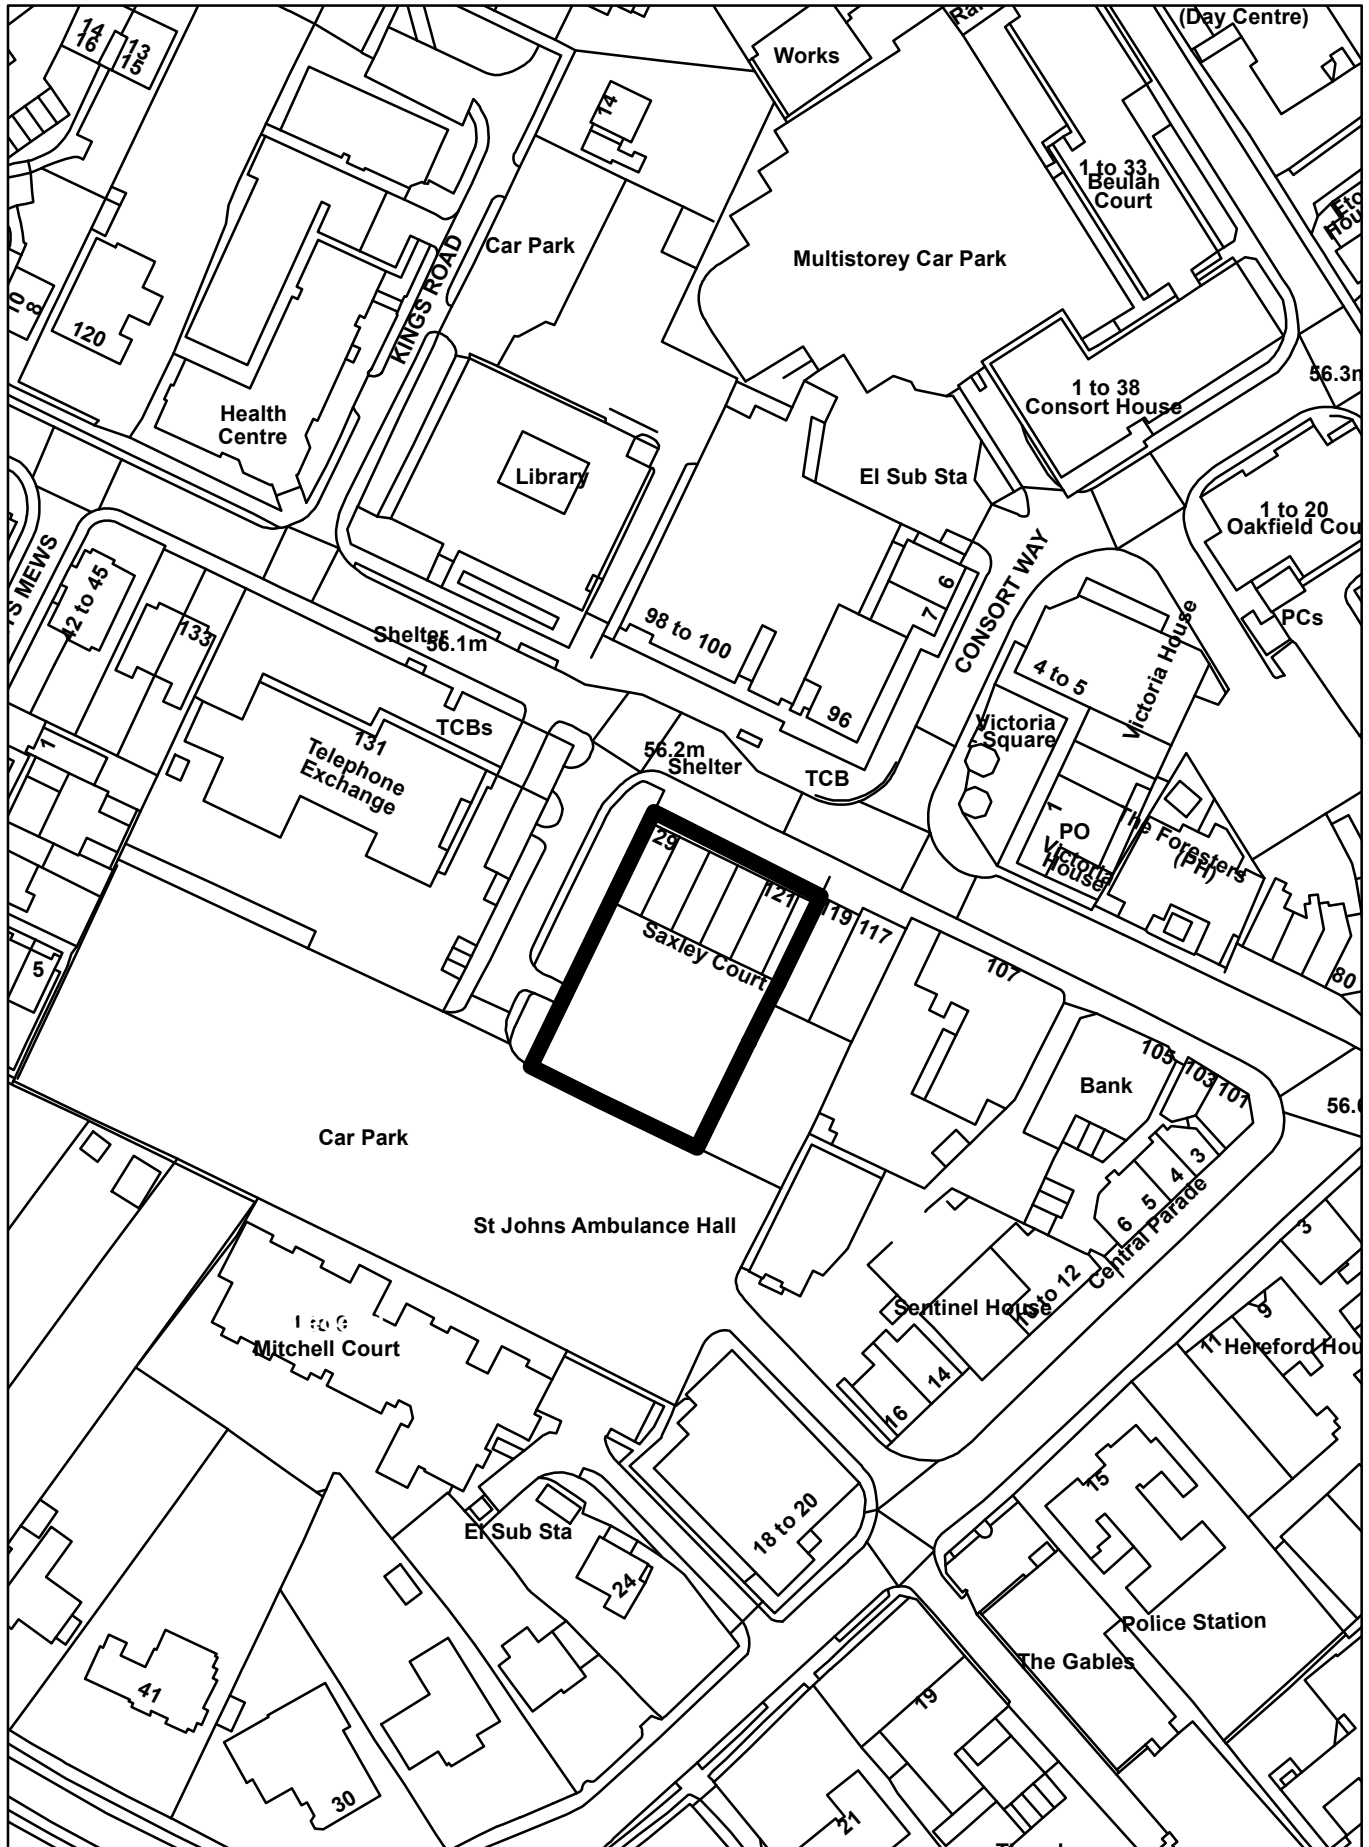 (Day Centre)
14
16
13
15
Works
14
1 to 33
Beulah
Court
Car Park
KINGS ROAD
Multistorey Car Park
10
8
120
56.3m
1 to 38
Consort House
Health
Centre
Library
El Sub Sta
1 to 20
Oakfield Cou
MEWS
CONSORT WAY
42 to 45
133
Shelter
56.1m
98 to 100
6
7
PCs
Victoria House
4 to 5
96
Victoria
Square
TCBs
131
Telephone
Exchange
1
56.2m
Shelter
TCB
1
PO
Victoria
House
The Foresters
(PH)
29
121
119
117
Saxley Court
107
80
5
105
103
101
Bank
56.
Car Park
3
4
5
6
Central Parade
St Johns Ambulance Hall
3
10 to 12
Sentinel House
9
11
Hereford Hou
Mitchell Court
14
16
15
El Sub Sta
18 to 20
24
Police Station
The Gables
41
19
30
21